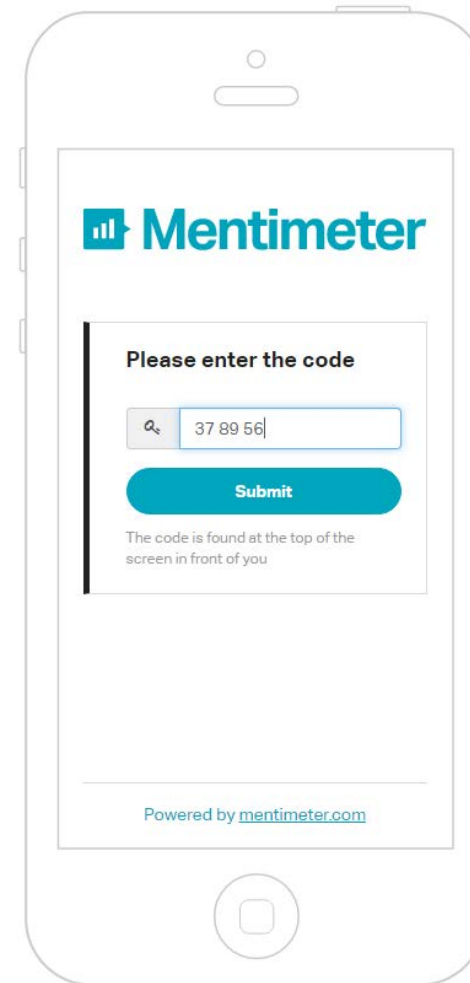 Mentimeter
Please enter the code
37 89 56
Submit
The code is found at the top of the
screen in front of you
Powered by mentimeter.com